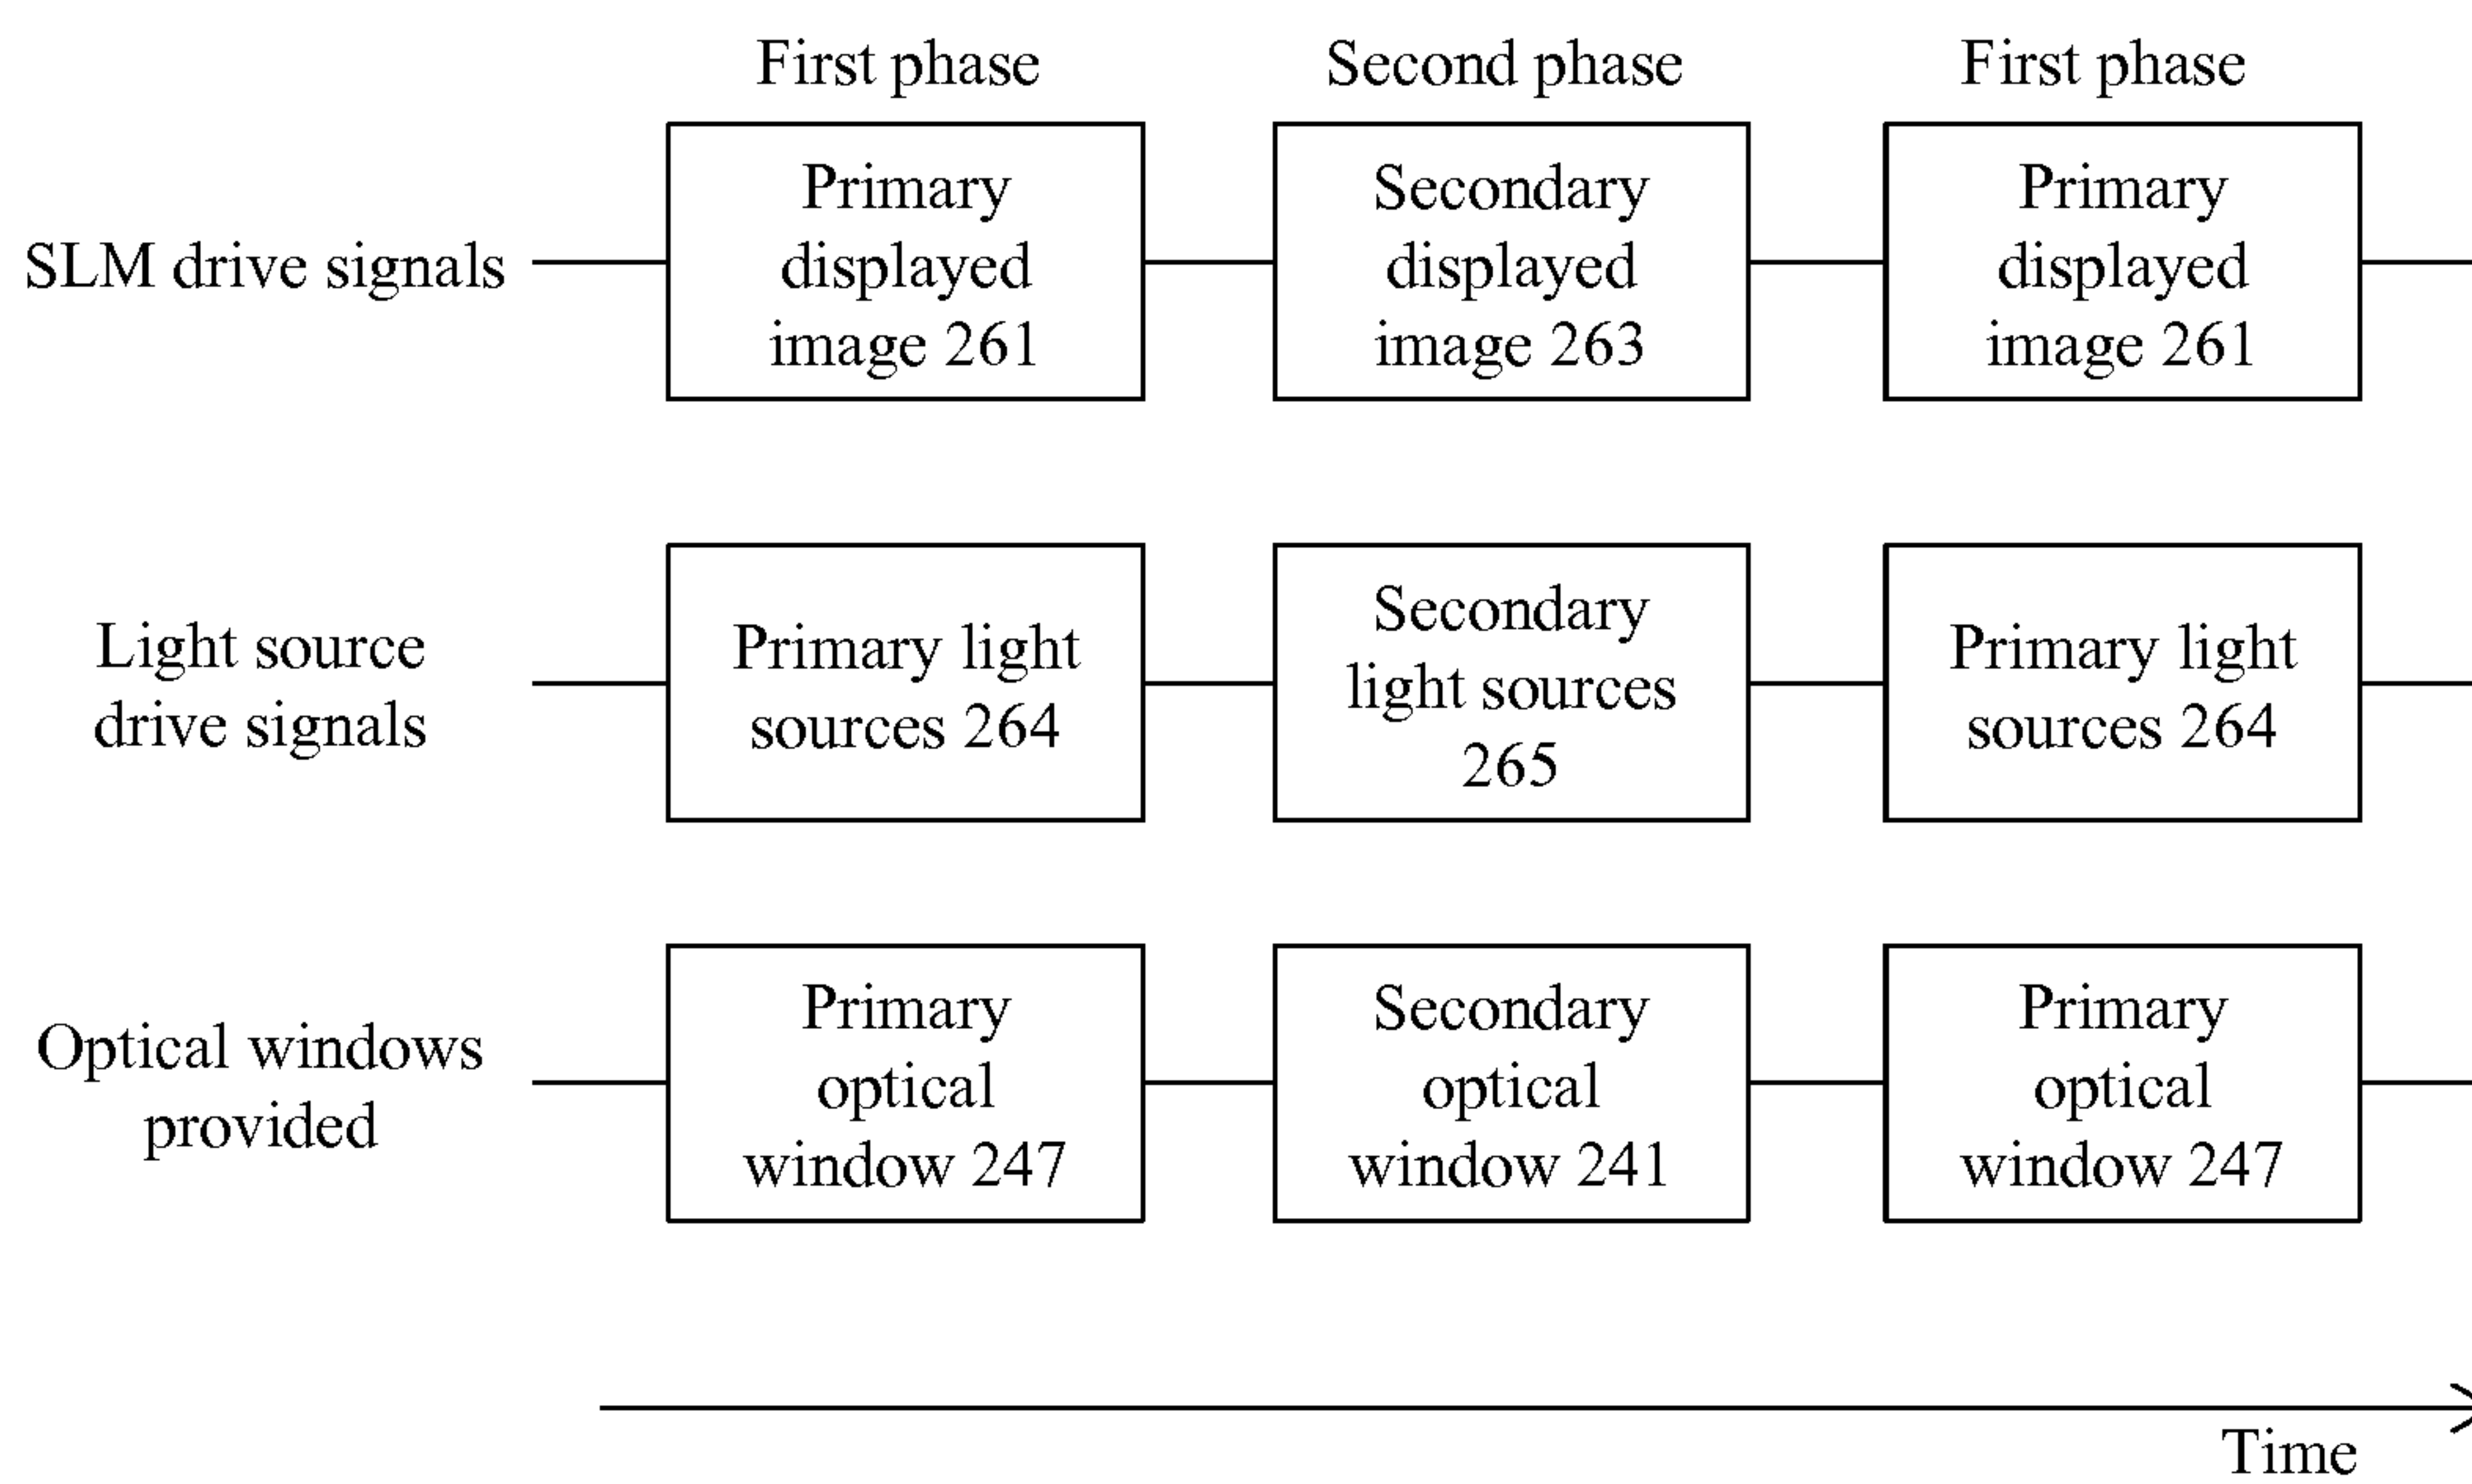 First phase
Second phase
First phase
SLM drive signals
Primary
displayed
image 261
Secondary
displayed
image 263
Primary
displayed
image 261
Light source
drive signals
Primary light
sources 264
Secondary
light sources
265
Primary light
sources 264
Optical windows
provided
Primary
optical
window 247
Secondary
optical
window 241
Primary
optical
window 247
Time